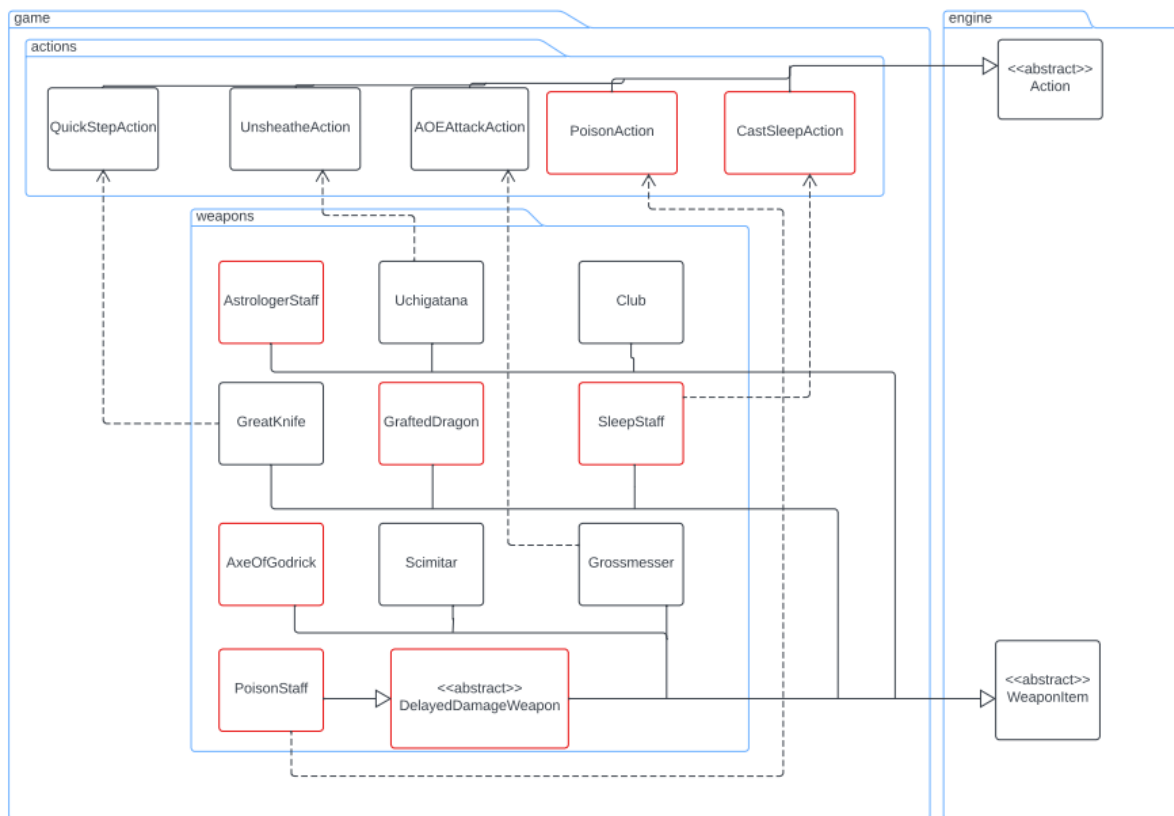 game
engine
actions
<<abstract>>
Action
QuickStepAction
UnsheatheAction
AOEAttackAction
PoisonAction
CastSleepAction
weapons
AstrologerStaff
Uchigatana
Club
GreatKnife
GraftedDragon
SleepStaff
AxeOfGodrick
Scimitar
Grossmesser
PoisonStaff
<<abstract>>
DelayedDamageWeapon
<<abstract>>
WeaponItem